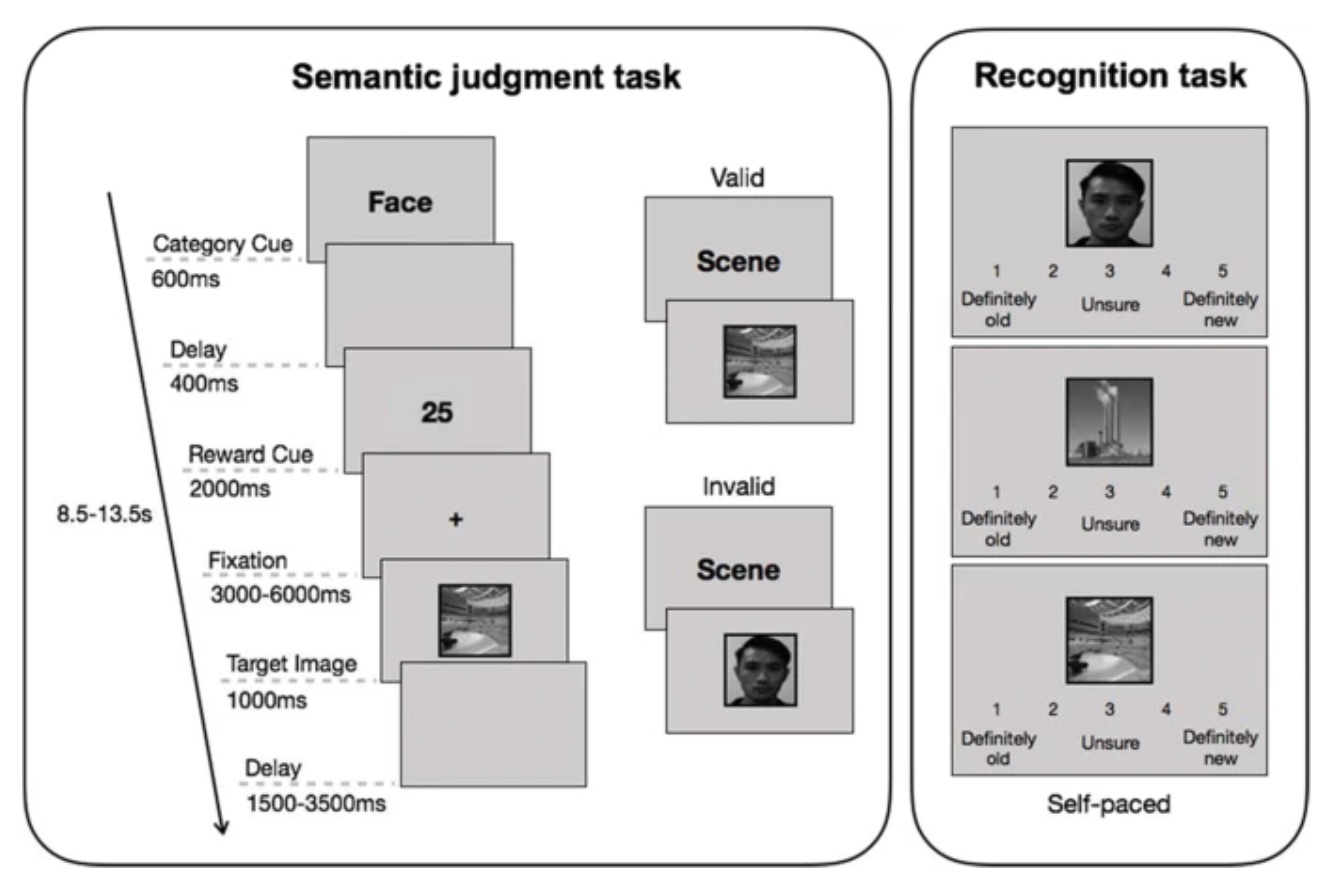 Semantic judgment task
Face
Category Cue
600ms
Delay
400ms
25
Reward Cue
2000ms
8.5-13.5s
+
Fixation
3000-6000ms
Target Image
1000ms
Delay
1500-3500ms
Valid
Scene
Invalid
Scene
Recognition task
1 2 3 4 5
Definitely old Unsure Definitely new
1 2 3 4 5
Definitely old Unsure Definitely new
1 2 3 4 5
Definitely old Unsure Definitely new
Self-paced